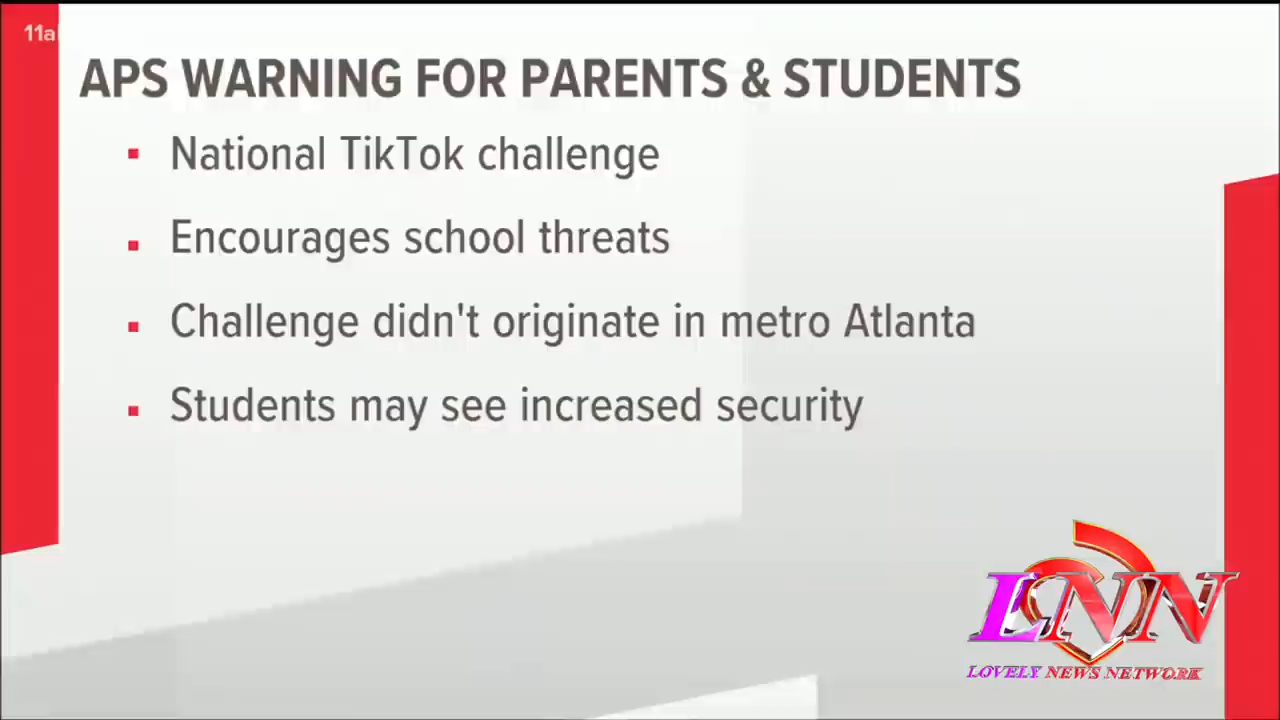 11al
APS WARNING FOR PARENTS & STUDENTS
National TikTok challenge
Encourages school threats
Challenge didn't originate in metro Atlanta
Students may see increased security
LNN
LOVELY NEWS NETWORK